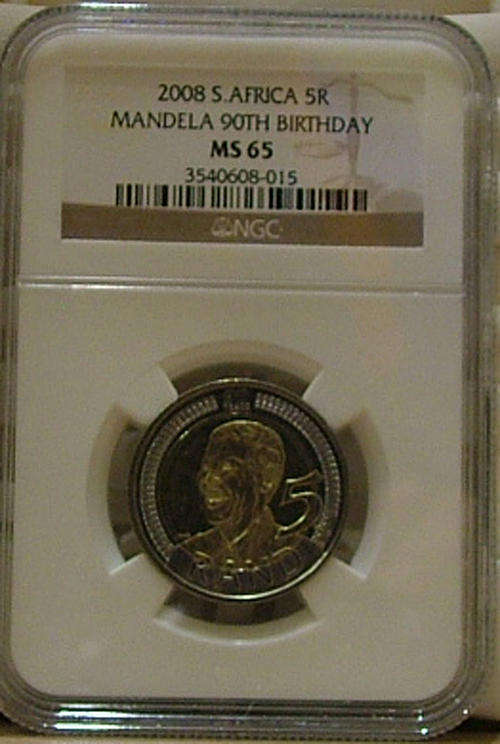 2008 S.AFRICA 5R
MANDELA 90TH BIRTHDAY
MS 65
3540608-015
NGC
5
RAND